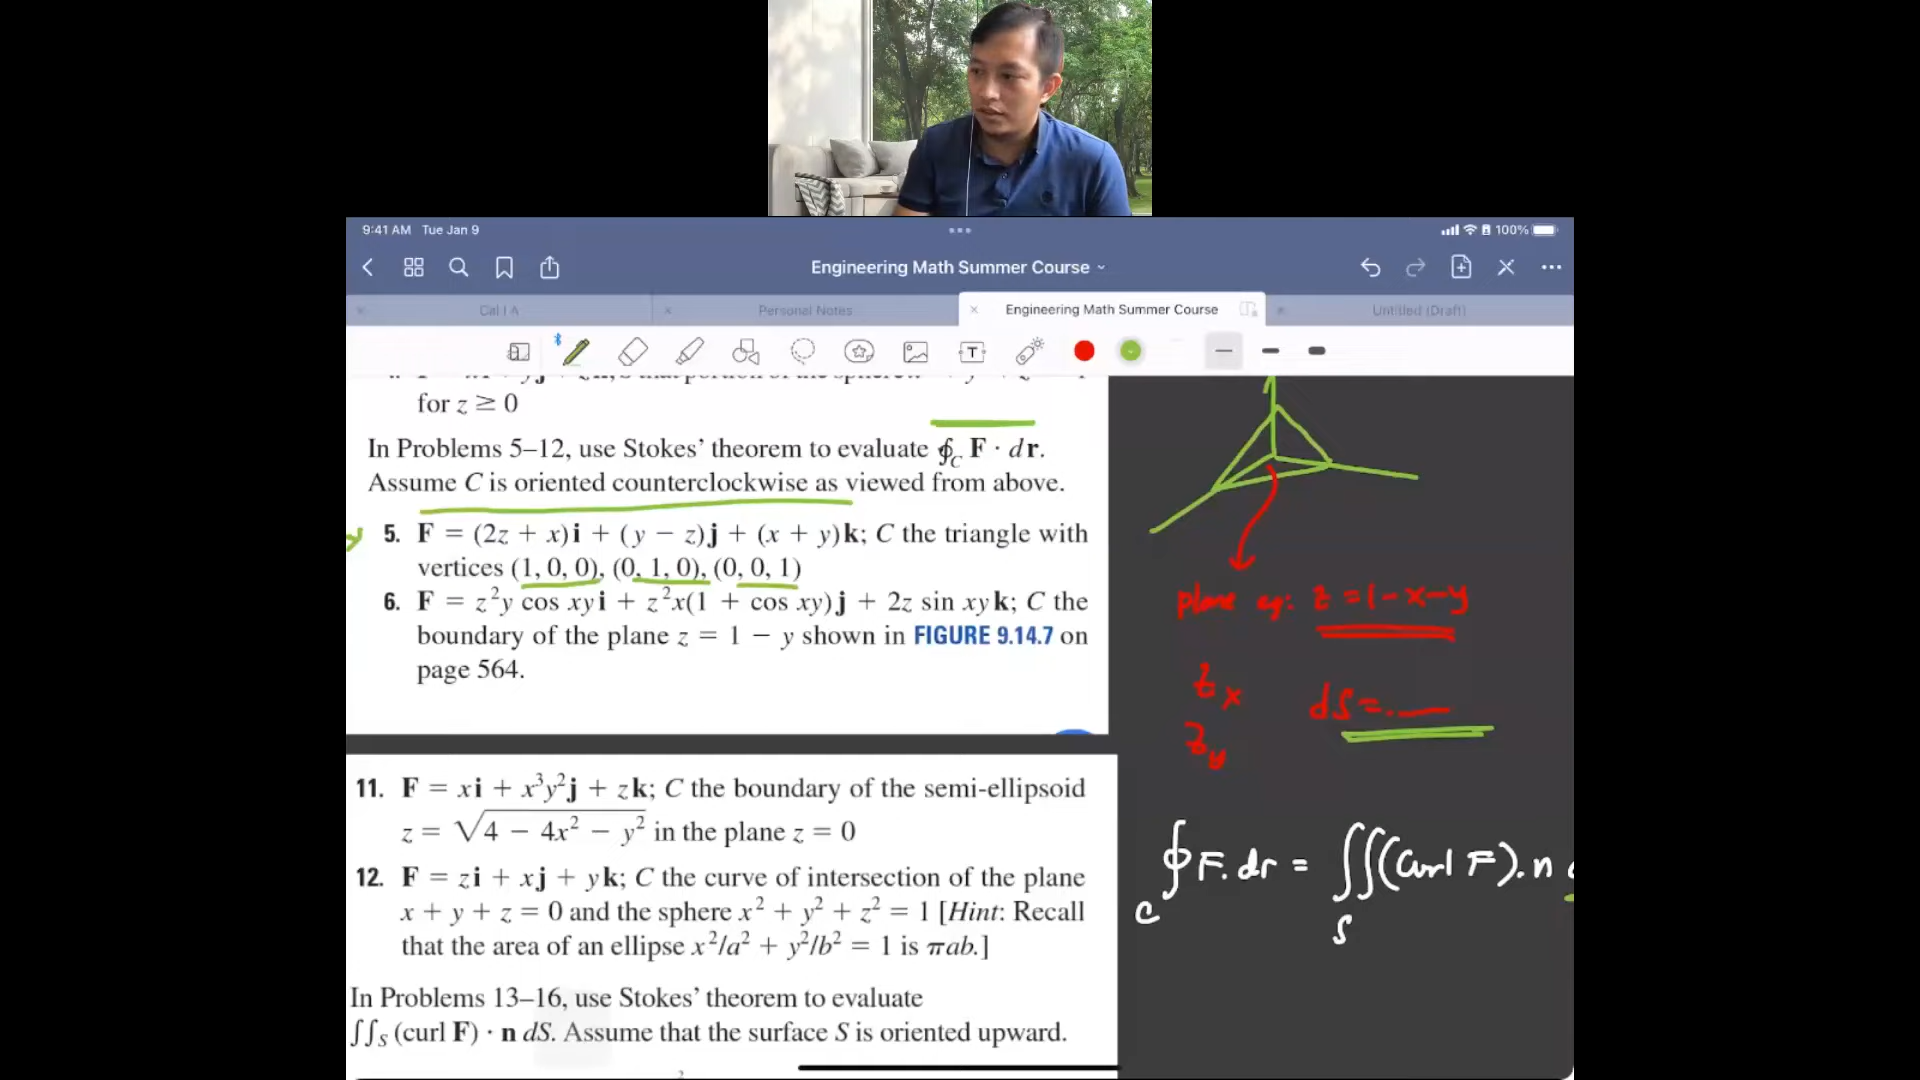 9:41 AM Tue Jan 9
100%
Engineering Math Summer Course
Cal I A
Personal Notes
Engineering Math Summer Course
Untitled (Draft)
T
for z ≥ 0
In Problems 5–12, use Stokes’ theorem to evaluate ∮_C F · dr.
Assume C is oriented counterclockwise as viewed from above.
5. F = (2z + x)i + (y − z)j + (x + y)k; C the triangle with
vertices (1, 0, 0), (0, 1, 0), (0, 0, 1)
6. F = z²y cos xy i + z²x(1 + cos xy)j + 2z sin xy k; C the
boundary of the plane z = 1 − y shown in FIGURE 9.14.7 on
page 564.
11. F = xi + x³y²j + zk; C the boundary of the semi-ellipsoid
z = √(4 − 4x² − y²) in the plane z = 0
12. F = zi + xj + yk; C the curve of intersection of the plane
x + y + z = 0 and the sphere x² + y² + z² = 1 [Hint: Recall
that the area of an ellipse x²/a² + y²/b² = 1 is πab.]
In Problems 13–16, use Stokes’ theorem to evaluate
∫∫_S (curl F) · n dS. Assume that the surface S is oriented upward.
plane eq: z = 1 - x - y
z_x
dS = .
z_y
∮_C F. dr = ∫∫_S (Curl F). n